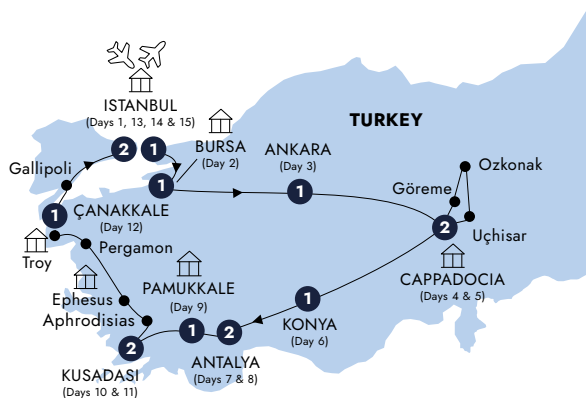 ISTANBUL
(Days 1, 13, 14 & 15)
TURKEY
2
1
BURSA
(Day 2)
ANKARA
(Day 3)
Ozkonak
Gallipoli
Göreme
1
1
1
ÇANAKKALE
(Day 12)
2
Uçhisar
Troy
Pergamon
CAPPADOCIA
(Days 4 & 5)
PAMUKKALE
(Day 9)
Ephesus
Aphrodisias
1
KONYA
(Day 6)
1
2
2
ANTALYA
(Days 7 & 8)
KUSADASI
(Days 10 & 11)